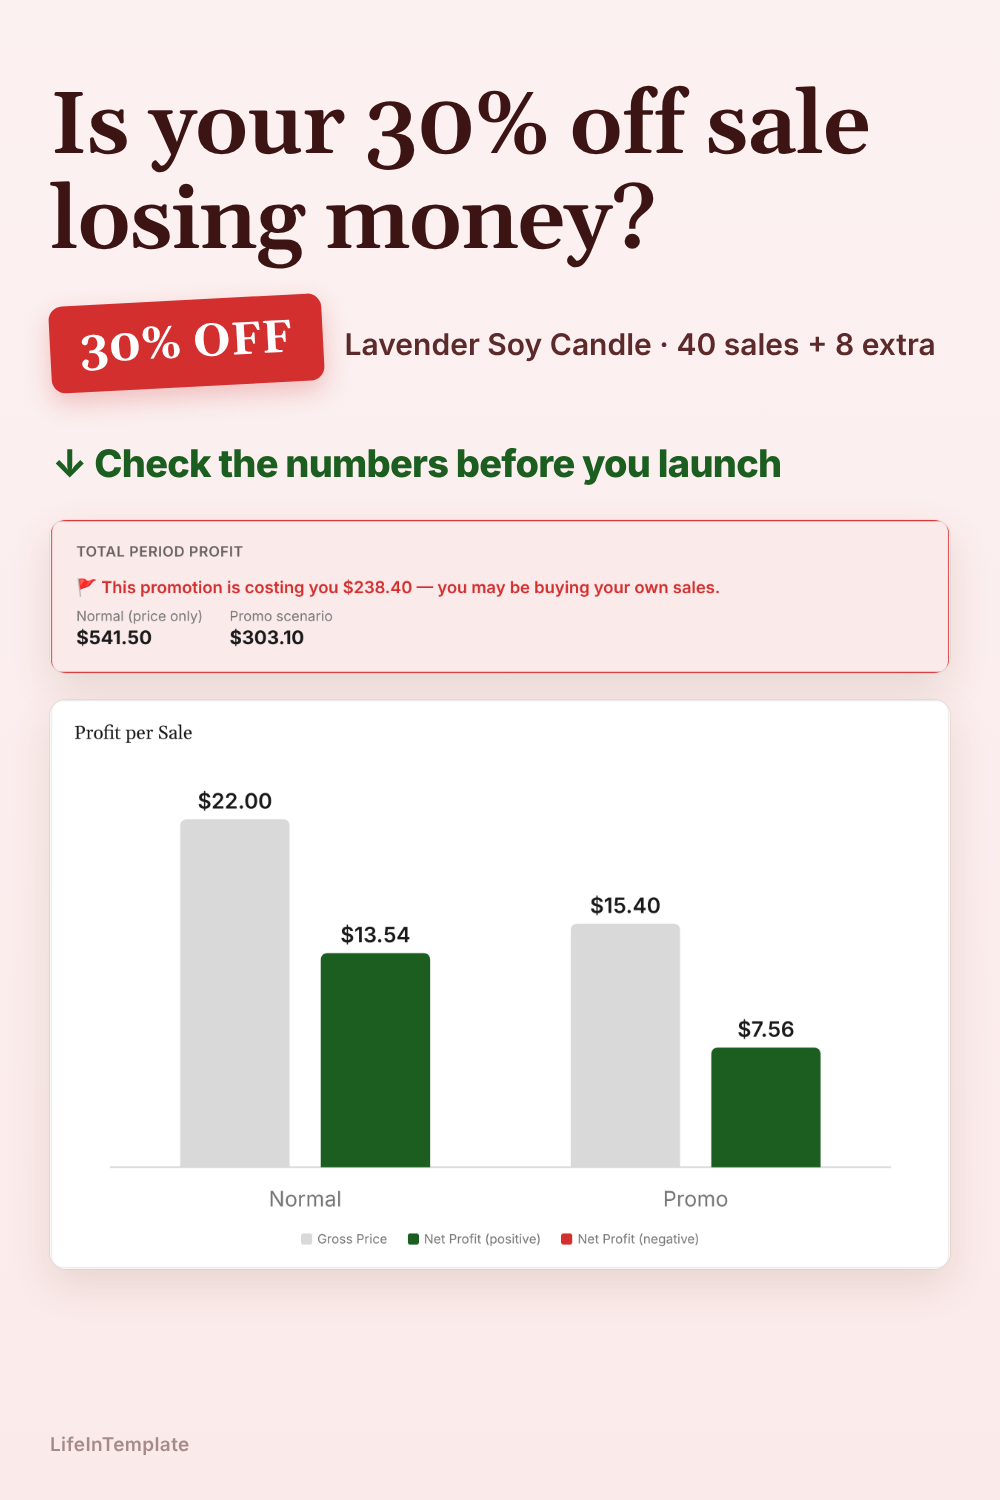 Is your 30% off sale
losing money?
30% OFF
Lavender Soy Candle · 40 sales + 8 extra
↓ Check the numbers before you launch
TOTAL PERIOD PROFIT
🚩 This promotion is costing you $238.40 — you may be buying your own sales.
Normal (price only) Promo scenario
$541.50 $303.10
Profit per Sale
$22.00
$13.54
$15.40
$7.56
Normal Promo
Gross Price Net Profit (positive) Net Profit (negative)
LifeInTemplate